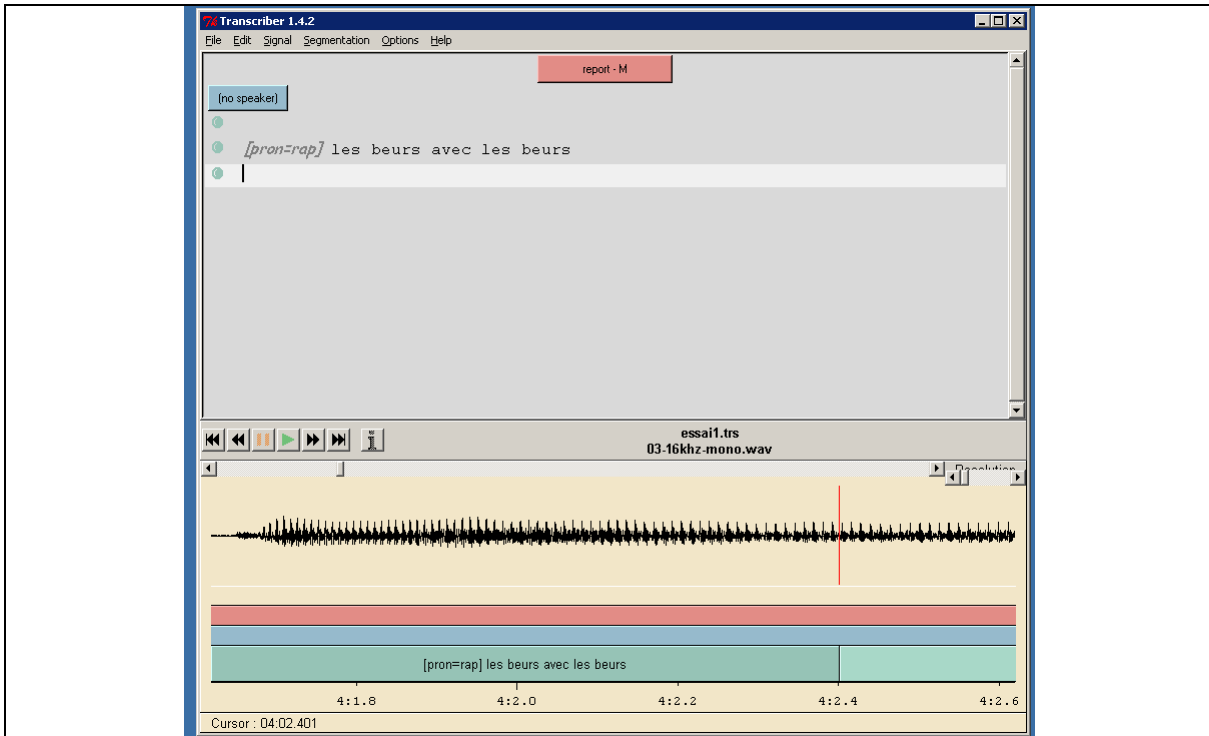 Transcriber 1.4.2
File Edit Signal Segmentation Options Help
report - M
(no speaker)
[pron=rap] les beurs avec les beurs
essai1.trs
03-16khz-mono.wav
Resolution
[pron=rap] les beurs avec les beurs
4:1.8 4:2.0 4:2.2 4:2.4 4:2.6
Cursor : 04:02.401